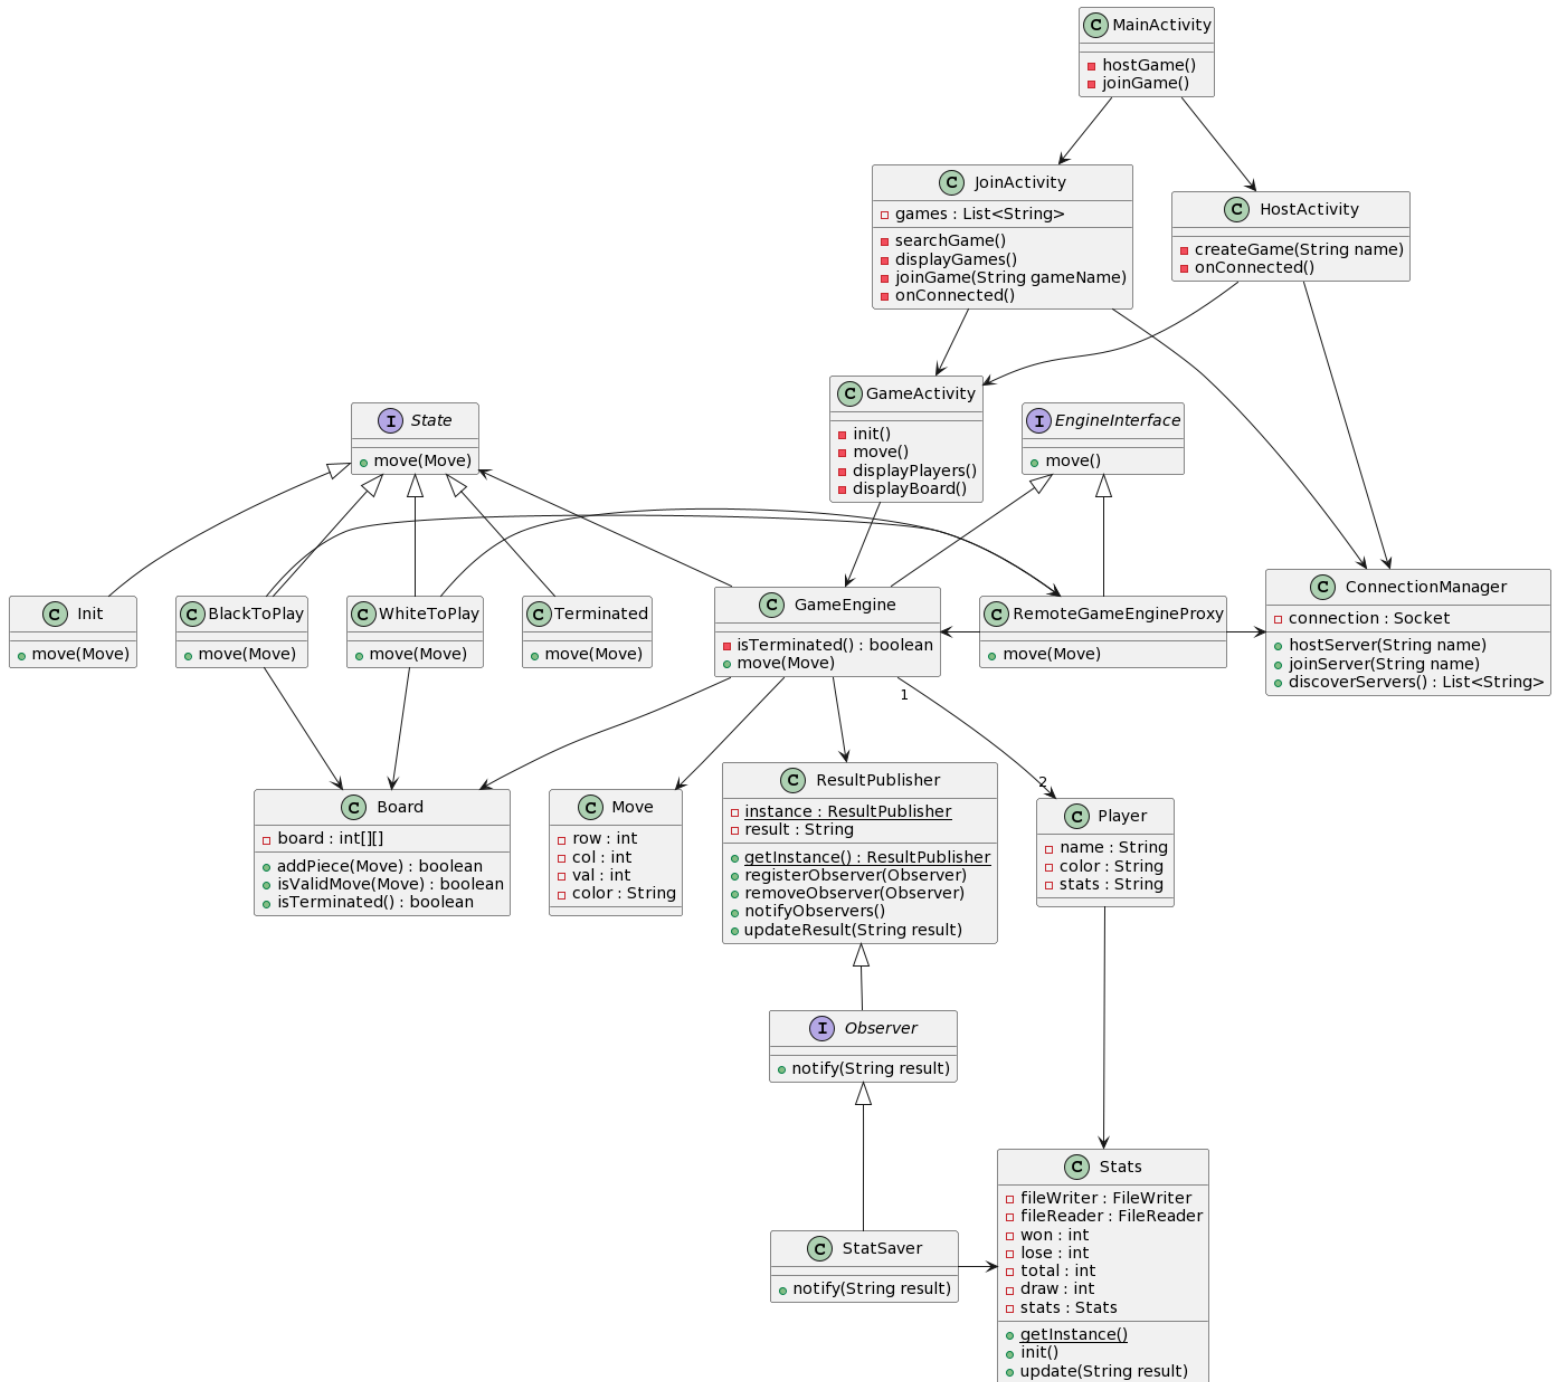 C MainActivity
hostGame()
joinGame()
C JoinActivity
games : List<String>
searchGame()
displayGames()
joinGame(String gameName)
onConnected()
C HostActivity
createGame(String name)
onConnected()
C GameActivity
init()
move()
displayPlayers()
displayBoard()
I State
move(Move)
I EngineInterface
move()
C Init
move(Move)
C BlackToPlay
move(Move)
C WhiteToPlay
move(Move)
C Terminated
move(Move)
C GameEngine
isTerminated() : boolean
move(Move)
C RemoteGameEngineProxy
move(Move)
C ConnectionManager
connection : Socket
hostServer(String name)
joinServer(String name)
discoverServers() : List<String>
1
2
C Board
board : int[][]
addPiece(Move) : boolean
isValidMove(Move) : boolean
isTerminated() : boolean
C Move
row : int
col : int
val : int
color : String
C ResultPublisher
instance : ResultPublisher
result : String
getInstance() : ResultPublisher
registerObserver(Observer)
removeObserver(Observer)
notifyObservers()
updateResult(String result)
C Player
name : String
color : String
stats : String
I Observer
notify(String result)
C StatSaver
notify(String result)
C Stats
fileWriter : FileWriter
fileReader : FileReader
won : int
lose : int
total : int
draw : int
stats : Stats
getInstance()
init()
update(String result)